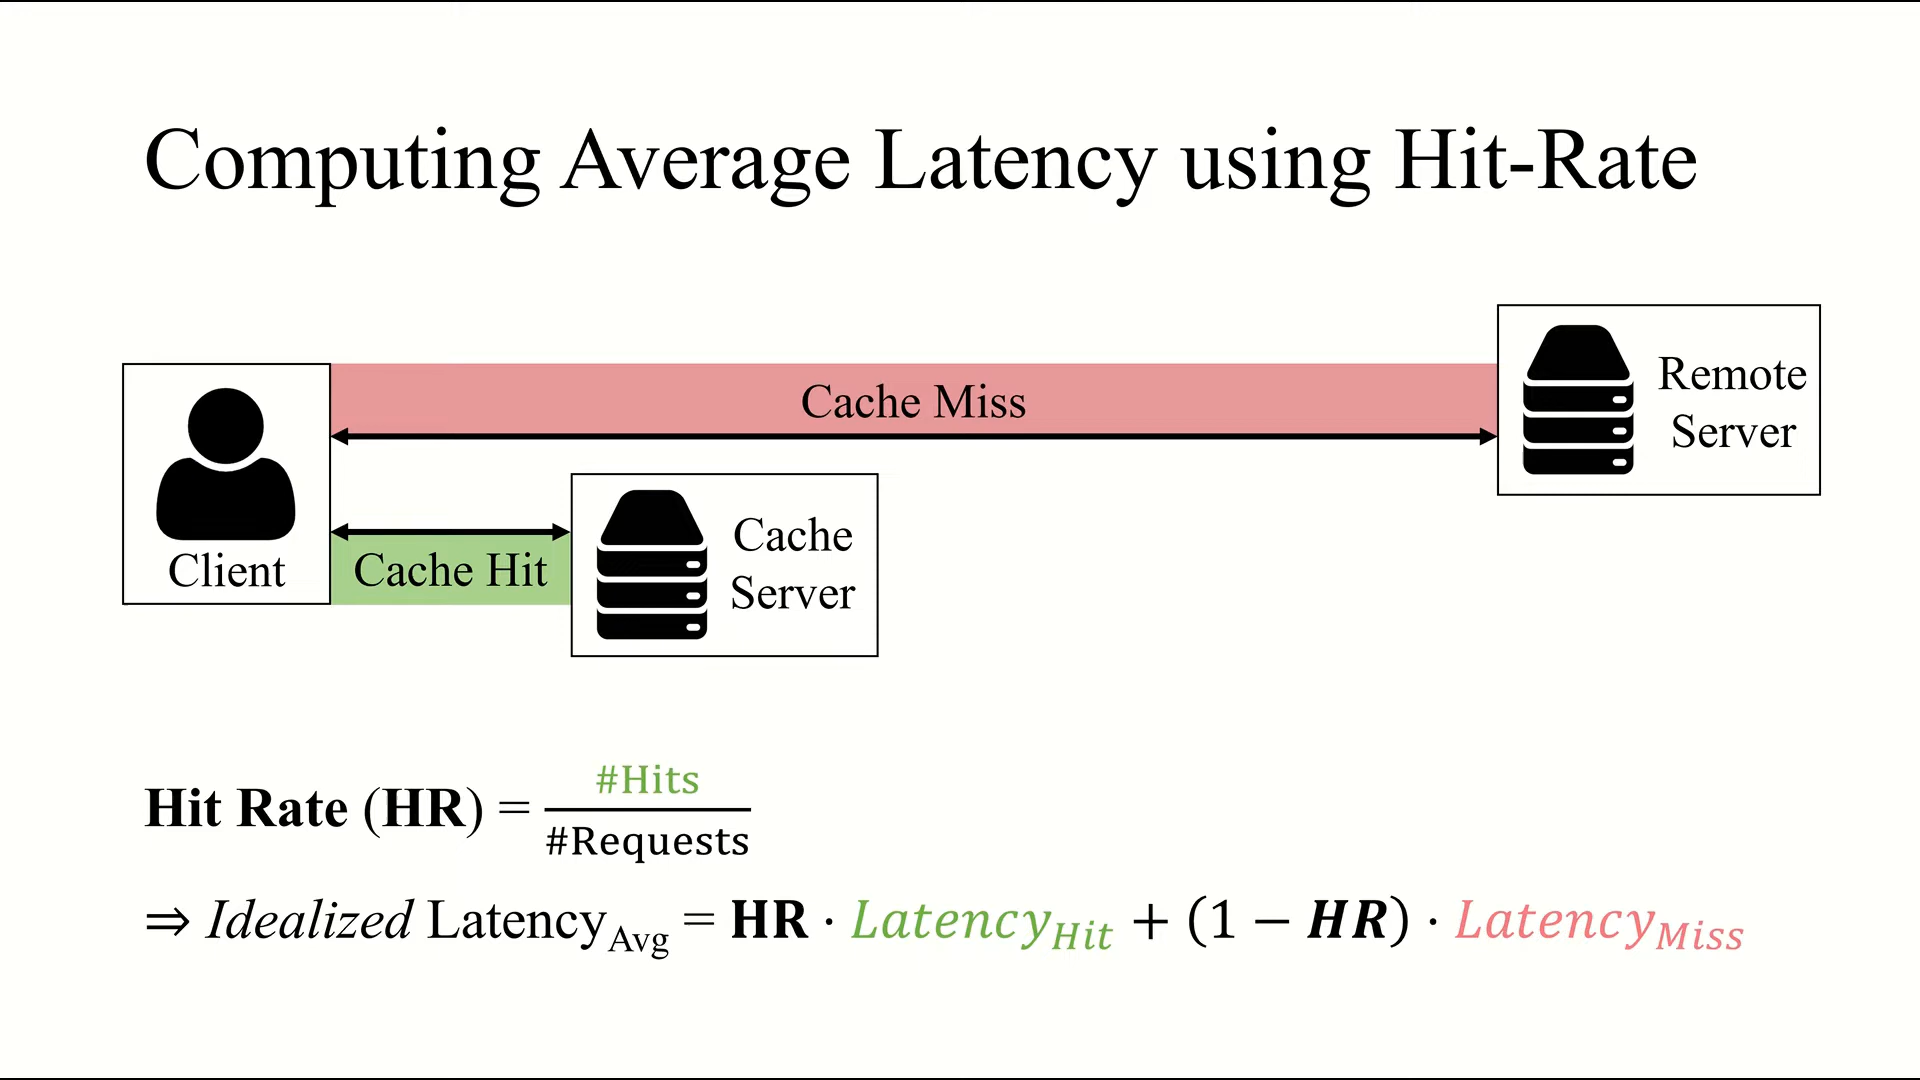 Computing Average Latency using Hit-Rate
Cache Miss
Remote
Server
Client
Cache Hit
Cache
Server
Hit Rate (HR) = #Hits / #Requests
⇒ Idealized Latency_Avg = HR · Latency_Hit + (1 − HR) · Latency_Miss